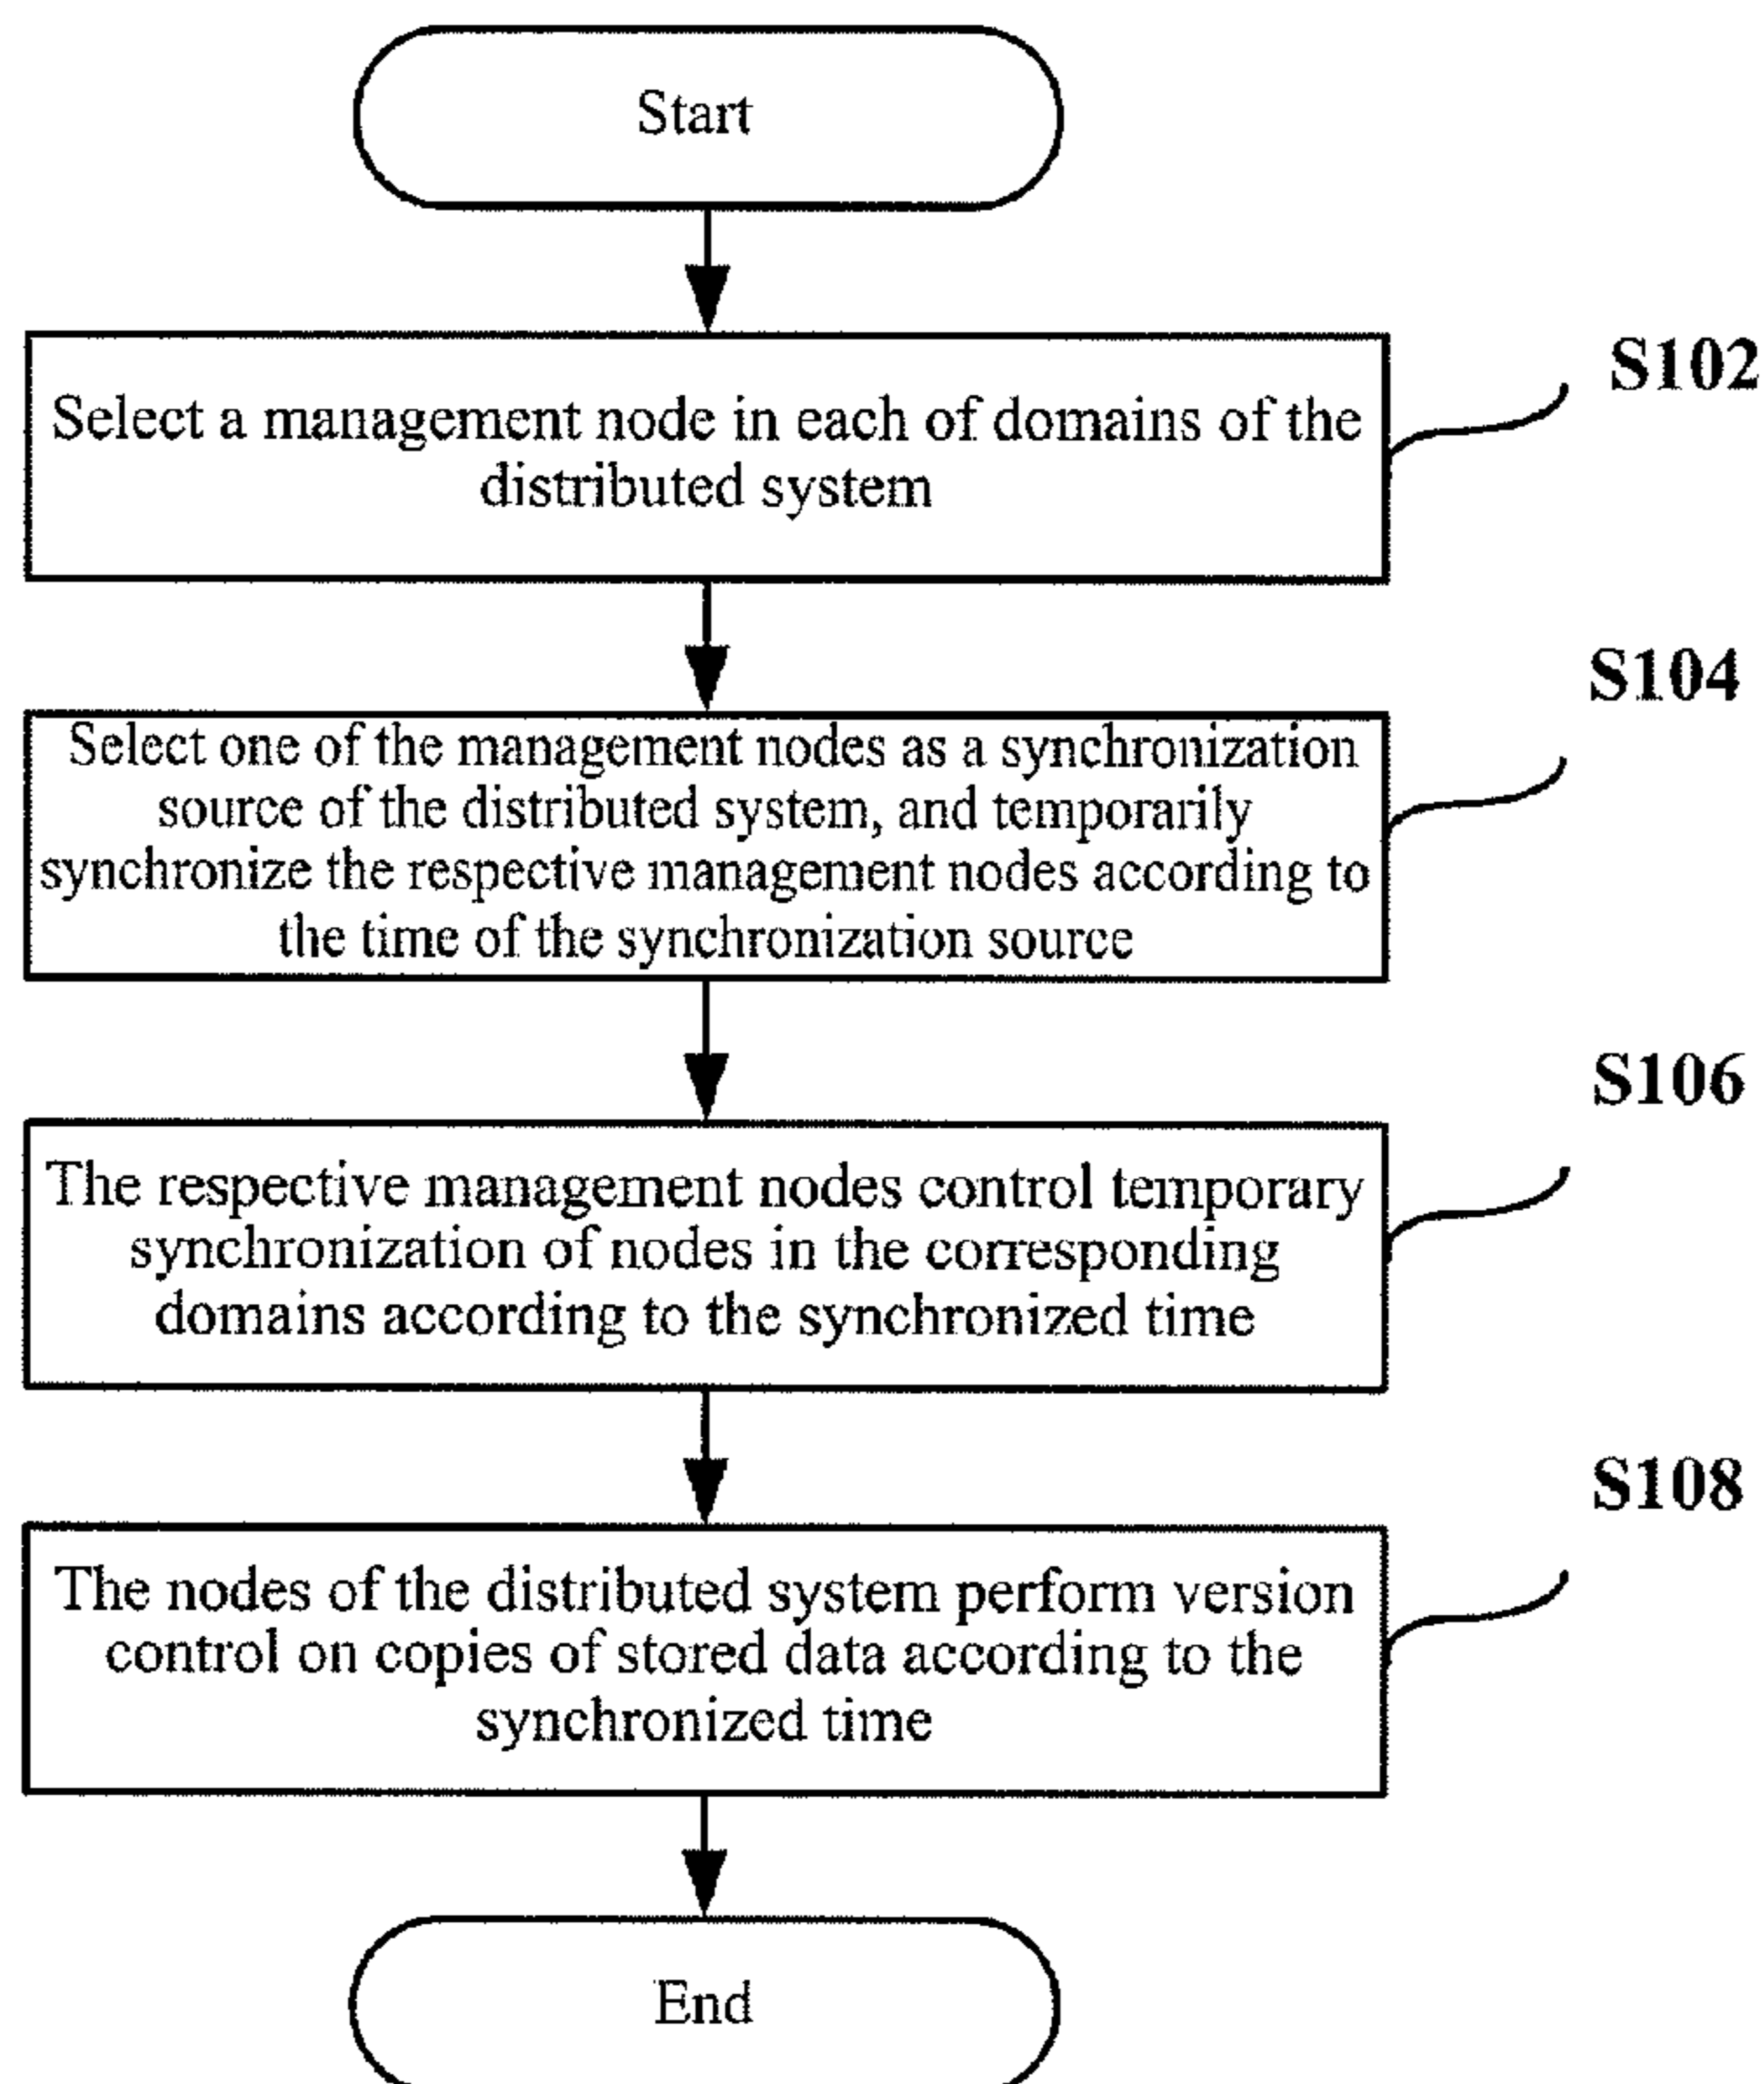 Start
S102
Select a management node in each of domains of the
distributed system
S104
Select one of the management nodes as a synchronization
source of the distributed system, and temporarily
synchronize the respective management nodes according to
the time of the synchronization source
S106
The respective management nodes control temporary
synchronization of nodes in the corresponding
domains according to the synchronized time
S108
The nodes of the distributed system perform version
control on copies of stored data according to the
synchronized time
End